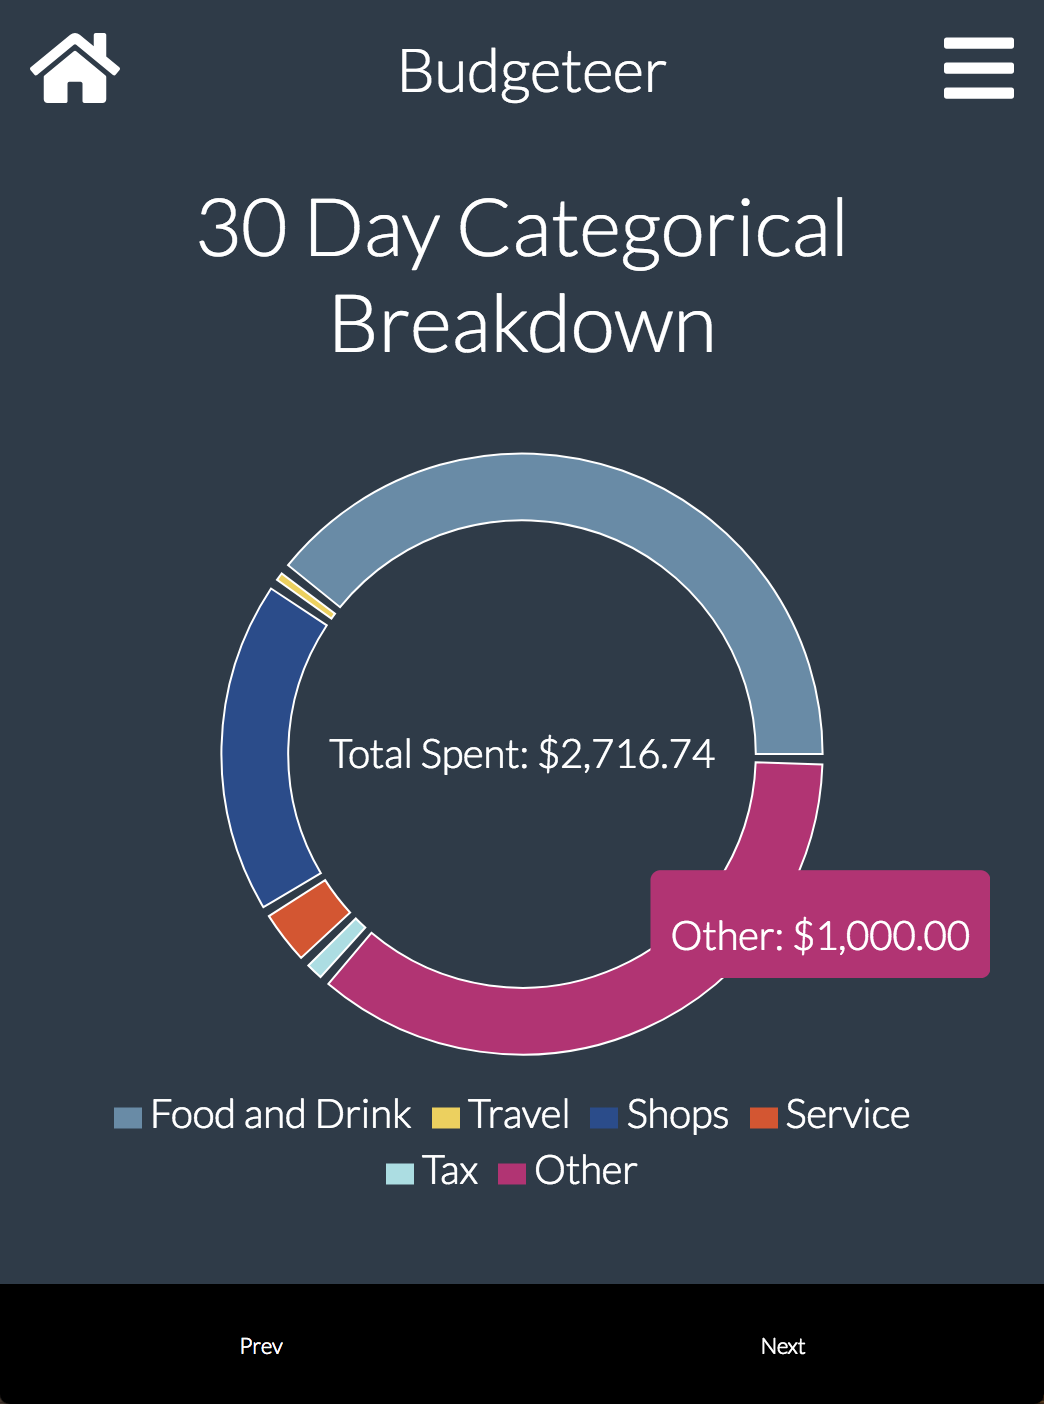 Budgeteer
30 Day Categorical
Breakdown
Total Spent: $2,716.74
Other: $1,000.00
Food and Drink Travel Shops Service
Tax Other
Prev Next